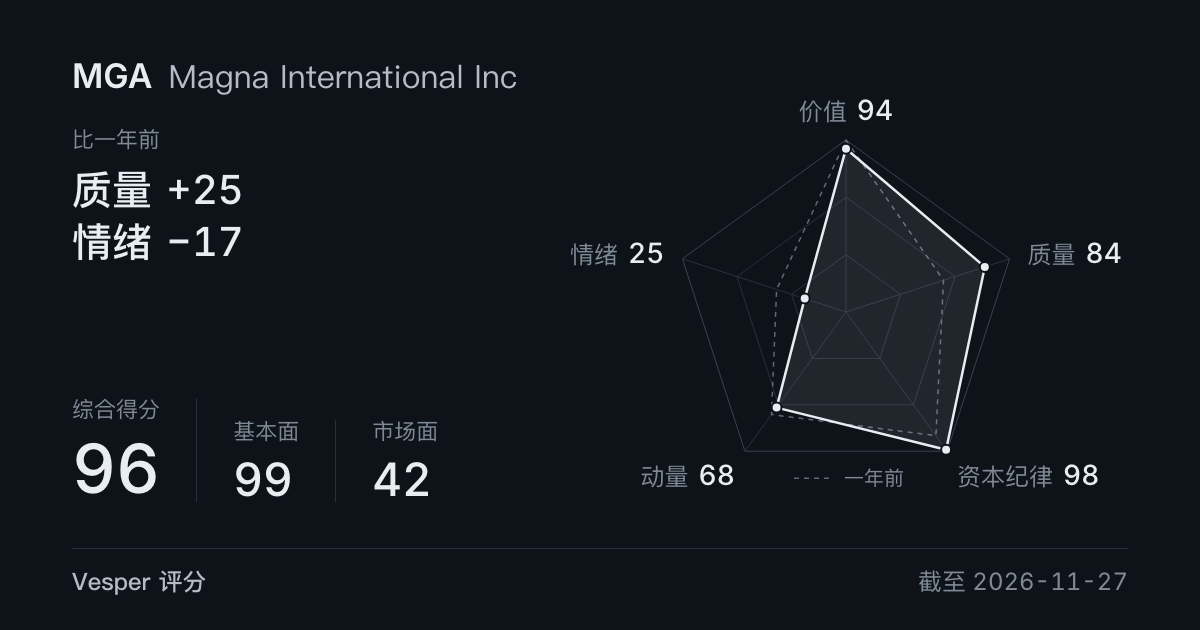 MGA Magna International Inc
比一年前
质量 +25
情绪 −17
价值 94
情绪 25
质量 84
动量 68
一年前
资本纪律 98
综合得分
96
基本面
99
市场面
42
Vesper 评分
截至 2026-11-27